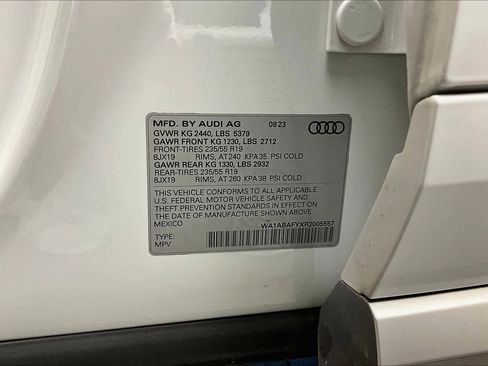 MFD. BY AUDI AG 08 23
GVWR KG 2440, LBS 5379
GAWR FRONT KG 1230, LBS 2712
FRONT-TIRES 235/55 R19
8JX19 RIMS, AT 240 KPA 35 PSI COLD
GAWR REAR KG 1330, LBS 2932
REAR-TIRES 235/55 R19
8JX19 RIMS, AT 260 KPA 38 PSI COLD
THIS VEHICLE CONFORMS TO ALL APPLICABLE
U.S. FEDERAL MOTOR VEHICLE SAFETY AND
THEFT PREVENTION STANDARDS IN EFFECT ON
THE DATE OF MANUFACTURE SHOWN ABOVE
MEXICO
WA1ABAFYXR2005557
TYPE:
MPV